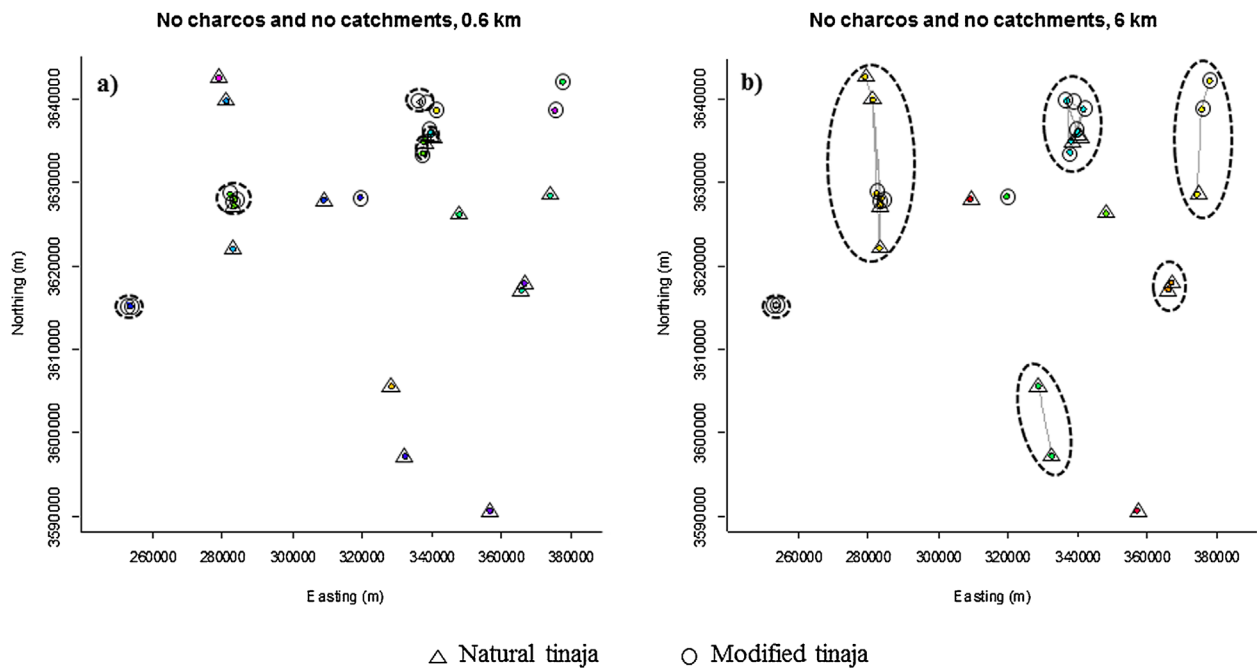 No charcos and no catchments, 0.6 km
No charcos and no catchments, 6 km
a)
b)
3640000
3630000
3620000
3610000
3600000
3590000
Northing (m)
260000 280000 300000 320000 340000 360000 380000
Easting (m)
3640000
3630000
3620000
3610000
3600000
3590000
Northing (m)
260000 280000 300000 320000 340000 360000 380000
Easting (m)
Natural tinaja
Modified tinaja